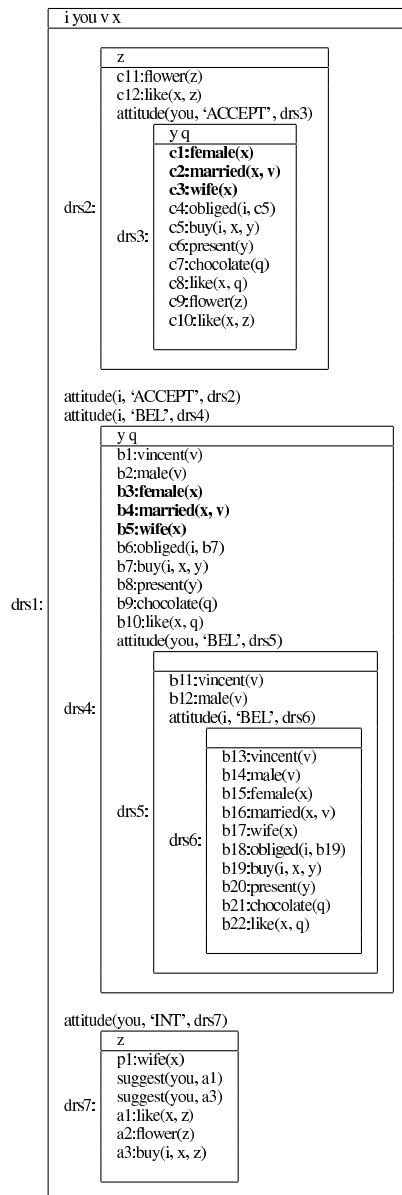 i you v x
z
c11:flower(z)
c12:like(x, z)
attitude(you, ‘ACCEPT’, drs3)
y q
c1:female(x)
c2:married(x, v)
c3:wife(x)
drs2:
c4:obliged(i, c5)
c5:buy(i, x, y)
drs3:
c6:present(y)
c7:chocolate(q)
c8:like(x, q)
c9:flower(z)
c10:like(x, z)
attitude(i, ‘ACCEPT’, drs2)
attitude(i, ‘BEL’, drs4)
y q
b1:vincent(v)
b2:male(v)
b3:female(x)
b4:married(x, v)
b5:wife(x)
b6:obliged(i, b7)
b7:buy(i, x, y)
b8:present(y)
b9:chocolate(q)
drs1:
b10:like(x, q)
attitude(you, ‘BEL’, drs5)
b11:vincent(v)
b12:male(v)
drs4:
attitude(i, ‘BEL’, drs6)
b13:vincent(v)
b14:male(v)
b15:female(x)
drs5:
b16:married(x, v)
b17:wife(x)
drs6:
b18:obliged(i, b19)
b19:buy(i, x, y)
b20:present(y)
b21:chocolate(q)
b22:like(x, q)
attitude(you, ‘INT’, drs7)
z
p1:wife(x)
suggest(you, a1)
suggest(you, a3)
drs7:
a1:like(x, z)
a2:flower(z)
a3:buy(i, x, z)